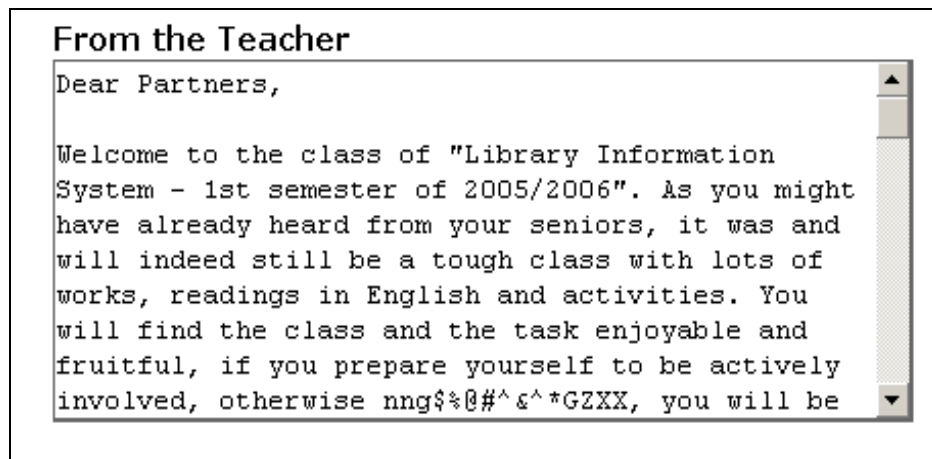 From the Teacher
Dear Partners,
Welcome to the class of "Library Information
System - 1st semester of 2005/2006". As you might
have already heard from your seniors, it was and
will indeed still be a tough class with lots of
works, readings in English and activities. You
will find the class and the task enjoyable and
fruitful, if you prepare yourself to be actively
involved, otherwise nng$%@#^&^*GZXX, you will be